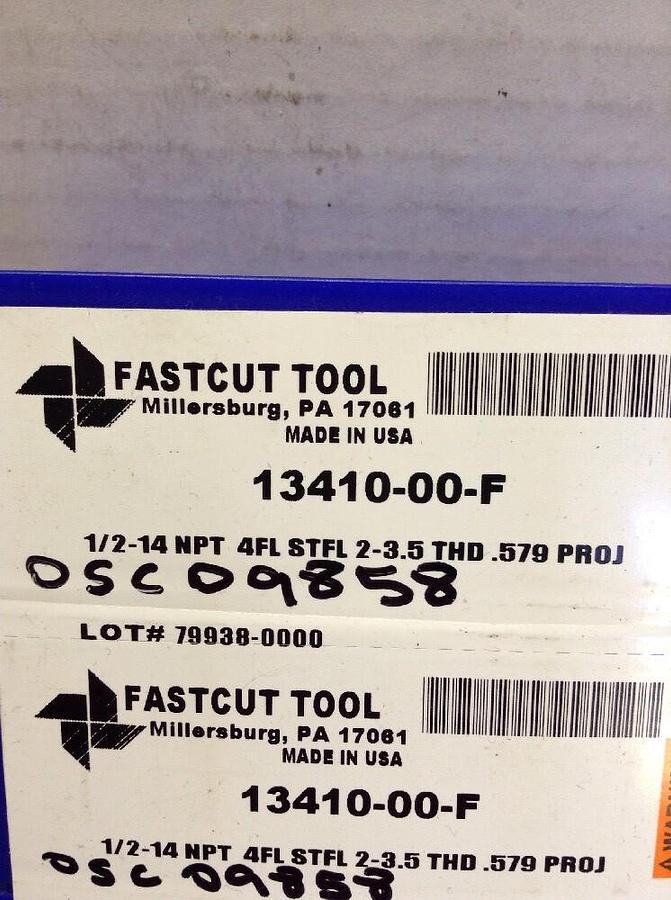 FASTCUT TOOL
Millersburg, PA 17061
MADE IN USA
13410-00-F
1/2-14 NPT 4FL STFL 2-3.5 THD .579 PROJ
OSC09858
LOT# 79938-0000
FASTCUT TOOL
Millersburg, PA 17061
MADE IN USA
13410-00-F
1/2-14 NPT 4FL STFL 2-3.5 THD .579 PROJ
OSC09858